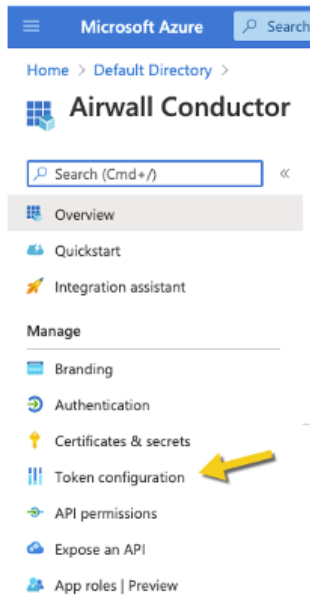 Microsoft Azure Search
Home > Default Directory >
Airwall Conductor
Search (Cmd+/) «
Overview
Quickstart
Integration assistant
Manage
Branding
Authentication
Certificates & secrets
Token configuration
API permissions
Expose an API
App roles | Preview